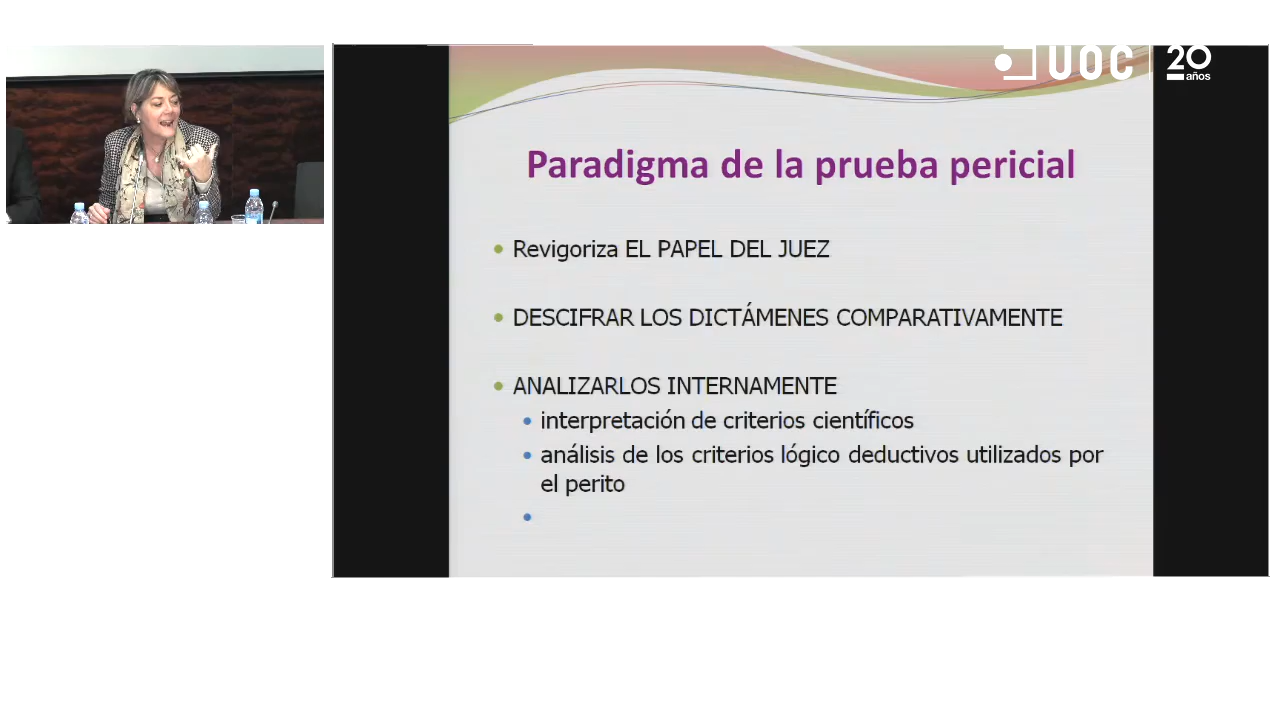 UOC
20
años
Paradigma de la prueba pericial
• Revigoriza EL PAPEL DEL JUEZ
• DESCIFRAR LOS DICTÁMENES COMPARATIVAMENTE
• ANALIZARLOS INTERNAMENTE
• interpretación de criterios científicos
• análisis de los criterios lógico deductivos utilizados por
el perito
•